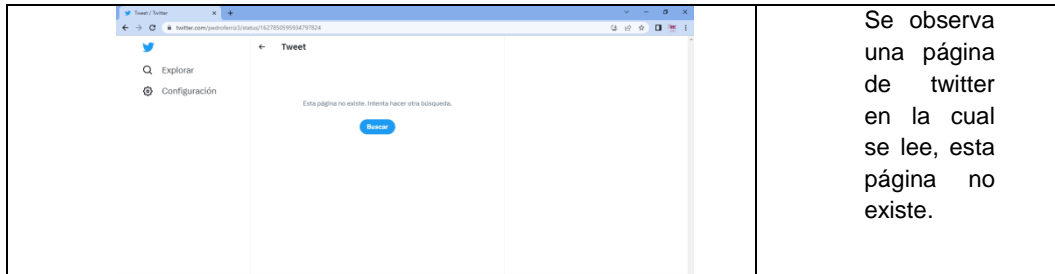 Tweet / Twitter
twitter.com/pedroferriz3/status/1627850595934797824
Tweet
Explorar
Configuración
Esta página no existe. Intenta hacer otra búsqueda.
Buscar
Se observa
una página
de twitter
en la cual
se lee, esta
página no
existe.